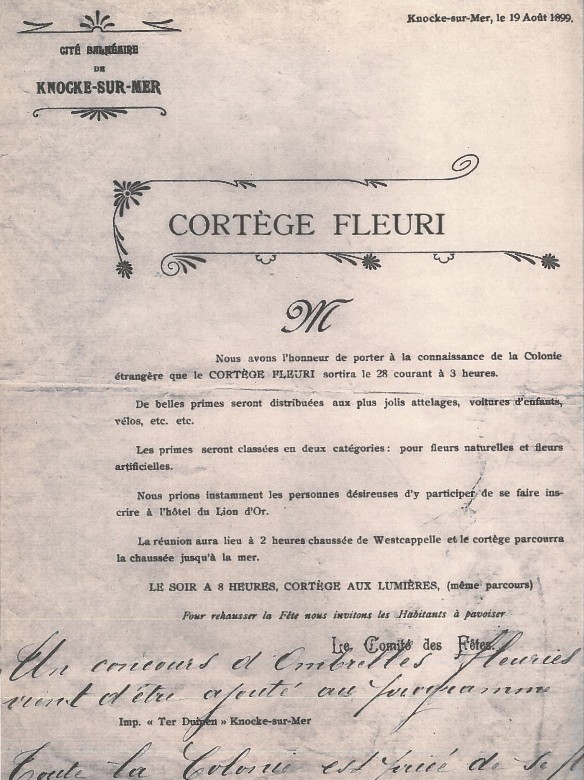 Knocke-sur-Mer, le 19 Août 1899.
CITÉ BALNÉAIRE
DE
KNOCKE-SUR-MER
CORTÈGE FLEURI
M
Nous avons l'honneur de porter à la connaissance de la Colonie
étrangère que le CORTÈGE FLEURI sortira le 28 courant à 3 heures.
De belles primes seront distribuées aux plus jolis attelages, voitures d'enfants,
vélos, etc. etc.
Les primes seront classées en deux catégories : pour fleurs naturelles et fleurs
artificielles.
Nous prions instamment les personnes désireuses d'y participer de se faire ins-
crire à l'hôtel du Lion d'Or.
La réunion aura lieu à 2 heures chaussée de Westcappelle et le cortège parcourra
la chaussée jusqu'à la mer.
LE SOIR A 8 HEURES, CORTÈGE AUX LUMIÈRES, (même parcours)
Pour rehausser la Fête nous invitons les Habitants à pavoiser
Le Comité des Fêtes.
Un concours d'Ombrelles fleuries
vient d'être ajouté au programme
Imp. « Ter Duinen » Knocke-sur-Mer
Toute la Colonie est priée de se